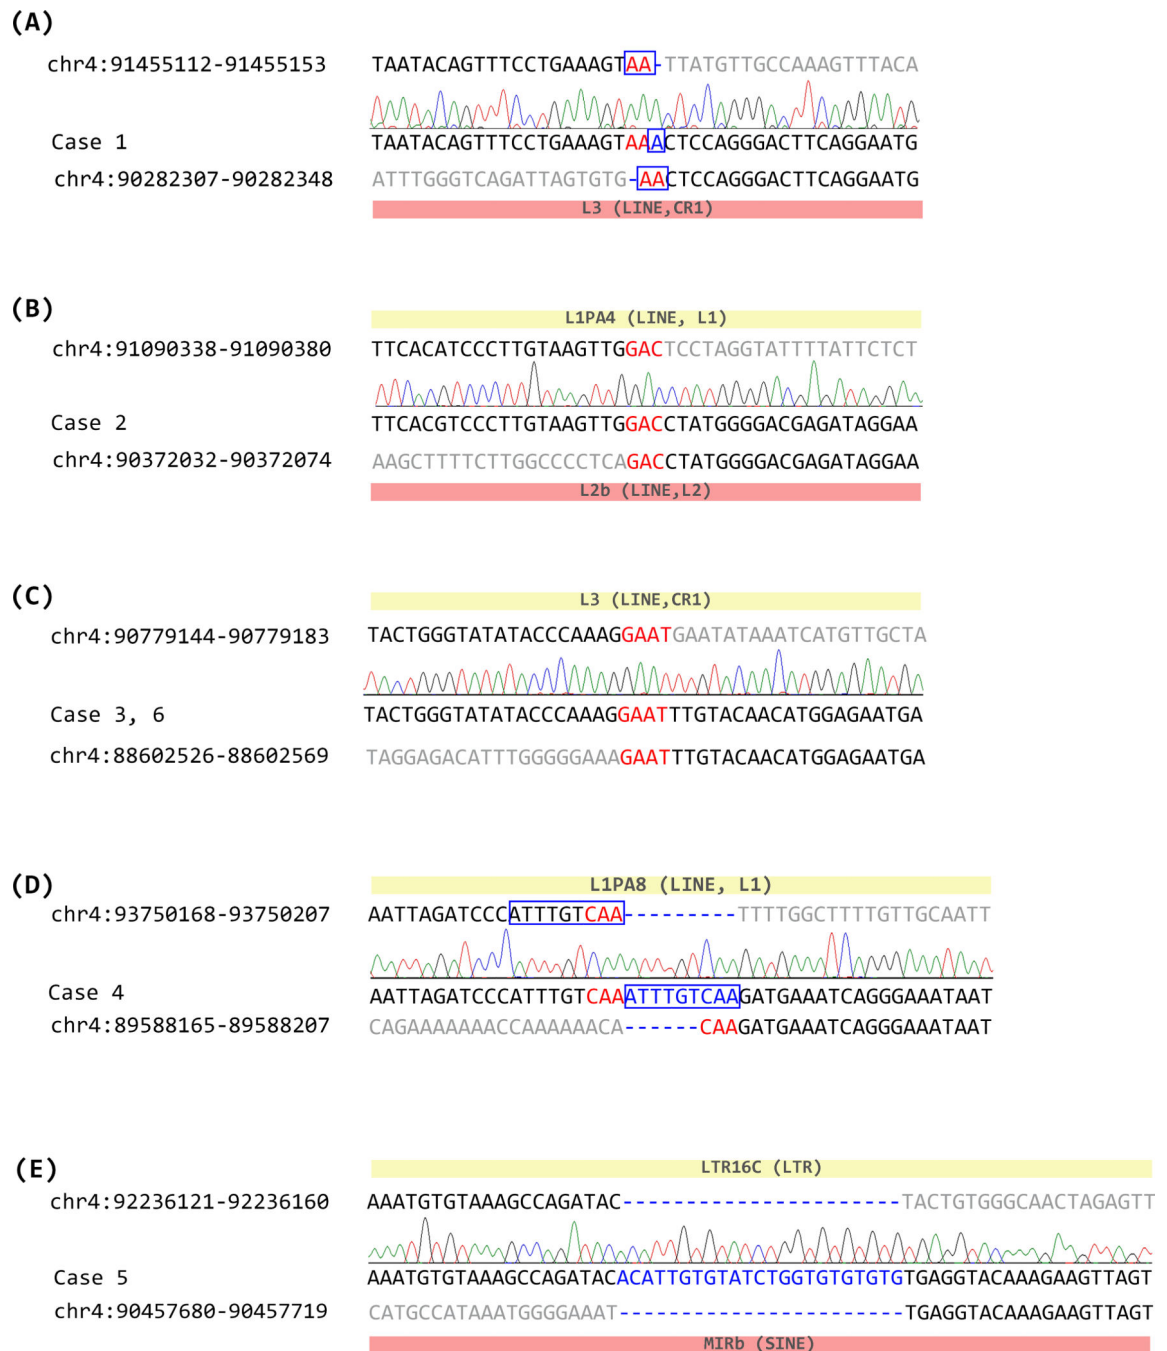 (A)
chr4:91455112-91455153 TAATACAGTTTCCTGAAAGTAA-TTATGTTGCCAAAGTTTACA
Case 1 TAATACAGTTTCCTGAAAGTAAACTCCAGGGACTTCAGGAATG
chr4:90282307-90282348 ATTTGGGTCAGATTAGTGTG-AACTCCAGGGACTTCAGGAATG
L3 (LINE,CR1)
(B)
L1PA4 (LINE, L1)
chr4:91090338-91090380 TTCACATCCCTTGTAAGTTGGACTCCTAGGTATTTTATTCTCT
Case 2 TTCACGTCCCTTGTAAGTTGGACCTATGGGGACGAGATAGGAA
chr4:90372032-90372074 AAGCTTTTCTTGGCCCCTCAGACCTATGGGGACGAGATAGGAA
L2b (LINE,L2)
(C)
L3 (LINE,CR1)
chr4:90779144-90779183 TACTGGGTATATACCCAAAGGAATGAATATAAATCATGTTGCTA
Case 3, 6 TACTGGGTATATACCCAAAGGAATTTGTACAACATGGAGAATGA
chr4:88602526-88602569 TAGGAGACATTTGGGGGAAAGAATTTGTACAACATGGAGAATGA
(D)
L1PA8 (LINE, L1)
chr4:93750168-93750207 AATTAGATCCCATTTGTCAA---------TTTTGGCTTTTGTTGCAATT
Case 4 AATTAGATCCCATTTGTCAAATTTGTCAAGATGAAATCAGGGAAATAAT
chr4:89588165-89588207 CAGAAAAAAACCAAAAAACA------CAAGATGAAATCAGGGAAATAAT
(E)
LTR16C (LTR)
chr4:92236121-92236160 AAATGTGTAAAGCCAGATAC-----------------------TACTGTGGGCAACTAGAGTT
Case 5 AAATGTGTAAAGCCAGATACACATTGTGTATCTGGTGTGTGTGTGAGGTACAAAGAAGTTAGT
chr4:90457680-90457719 CATGCCATAAATGGGGAAAT-----------------------TGAGGTACAAAGAAGTTAGT
MIRb (SINE)